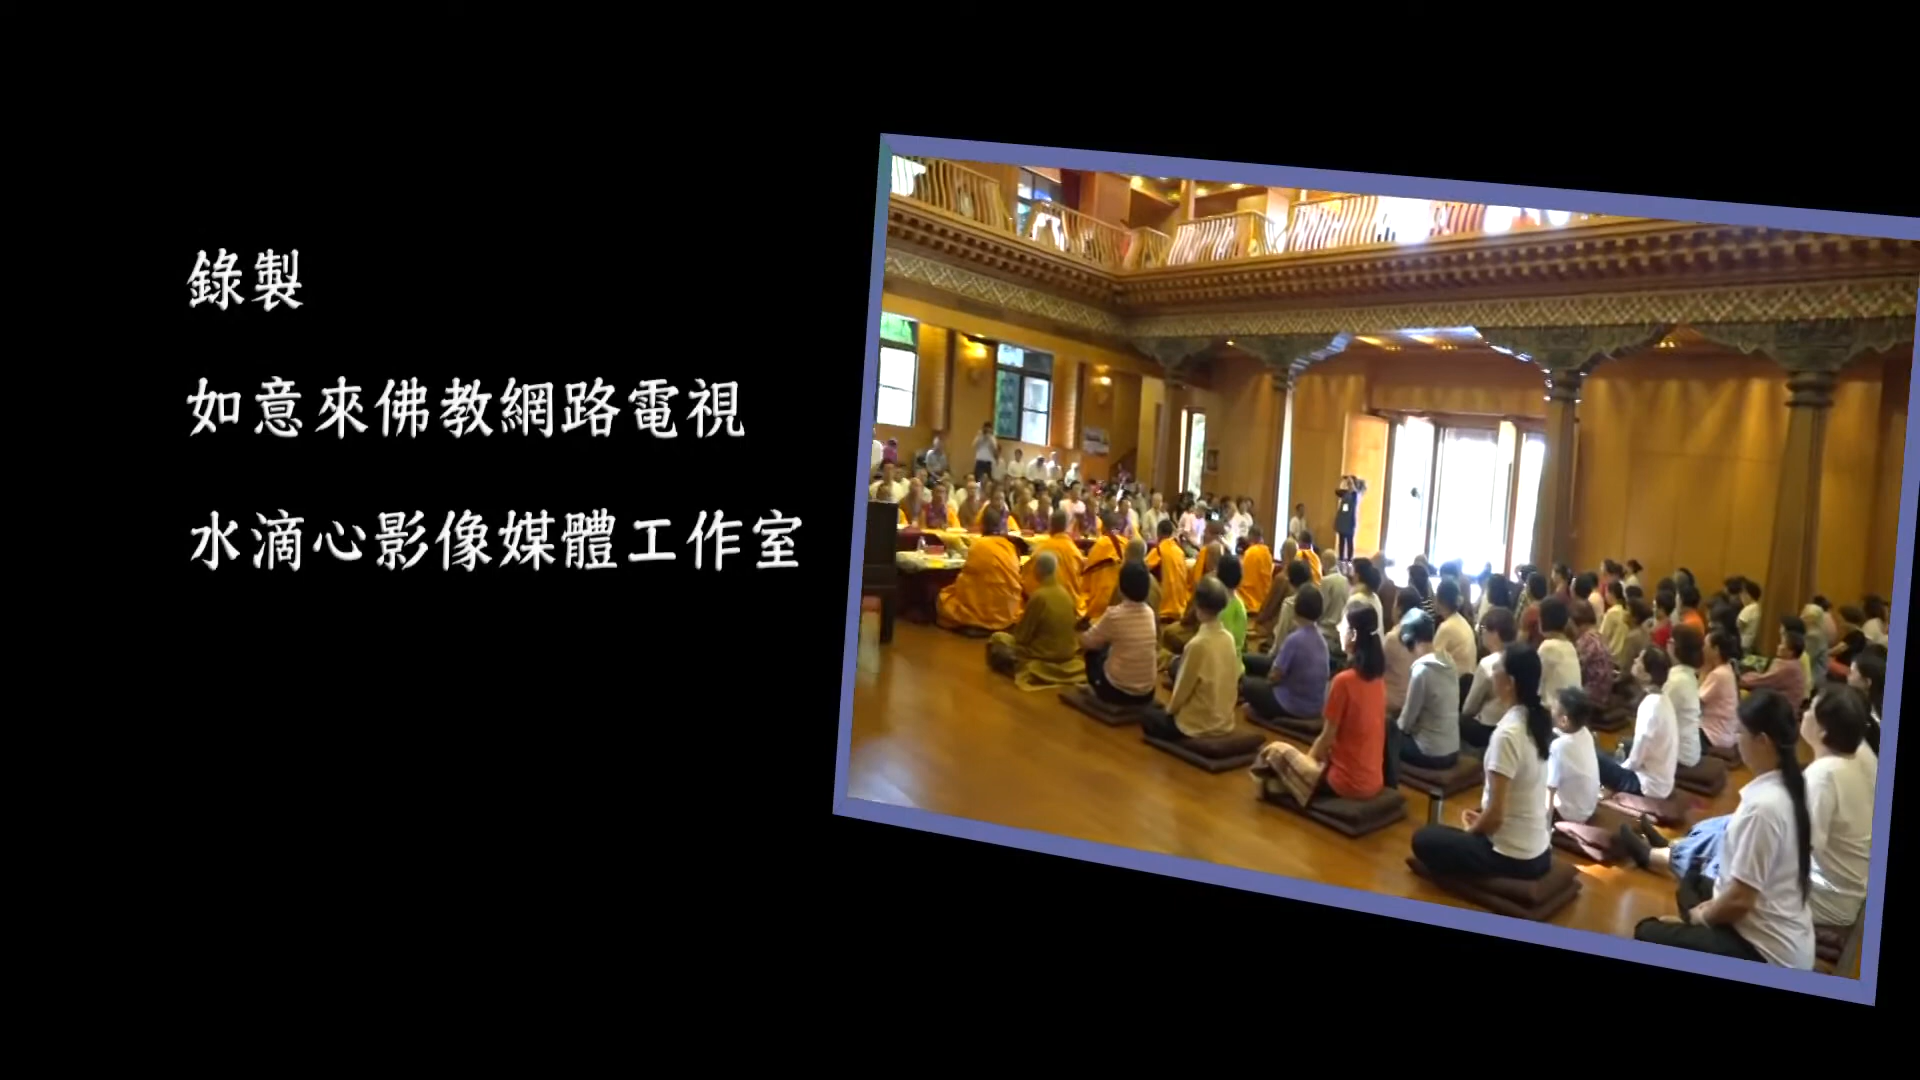 錄製
如意來佛教網路電視
水滴心影像媒體工作室